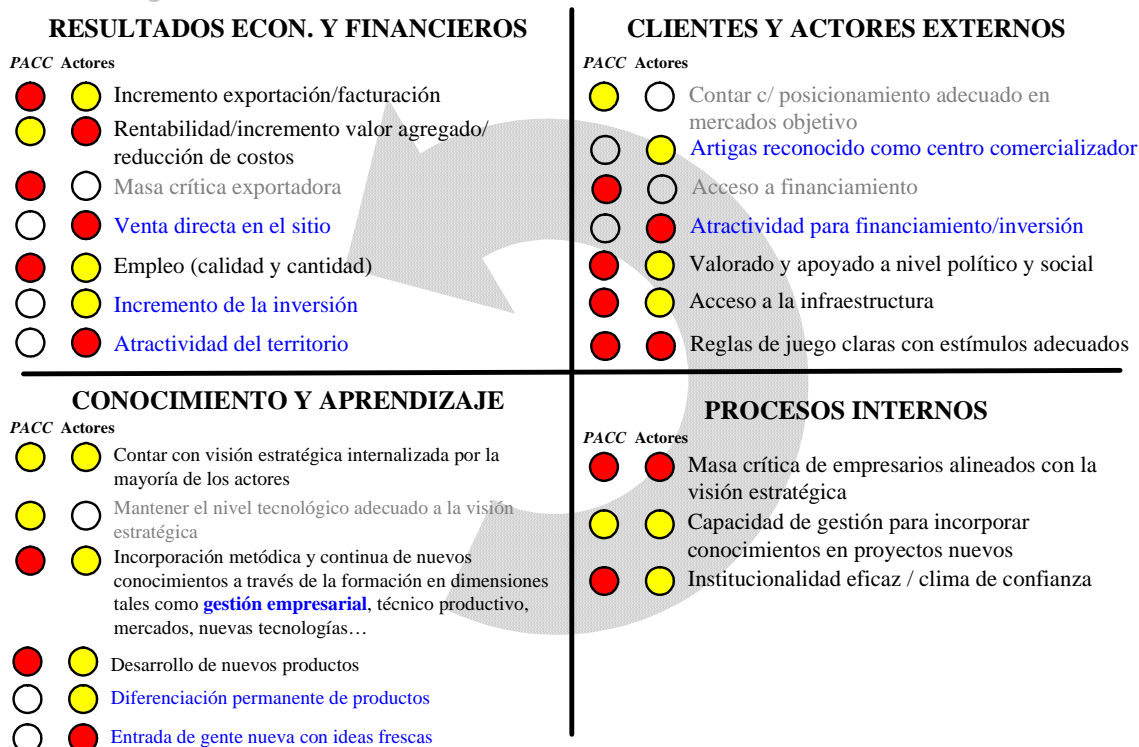 RESULTADOS ECON. Y FINANCIEROS
PACC Actores
Incremento exportación/facturación
Rentabilidad/incremento valor agregado/
reducción de costos
Masa crítica exportadora
Venta directa en el sitio
Empleo (calidad y cantidad)
Incremento de la inversión
Atractividad del territorio
CLIENTES Y ACTORES EXTERNOS
PACC Actores
Contar c/ posicionamiento adecuado en
mercados objetivo
Artigas reconocido como centro comercializador
Acceso a financiamiento
Atractividad para financiamiento/inversión
Valorado y apoyado a nivel político y social
Acceso a la infraestructura
Reglas de juego claras con estímulos adecuados
CONOCIMIENTO Y APRENDIZAJE
PACC Actores
Contar con visión estratégica internalizada por la
mayoría de los actores
Mantener el nivel tecnológico adecuado a la visión
estratégica
Incorporación metódica y continua de nuevos
conocimientos a través de la formación en dimensiones
tales como gestión empresarial, técnico productivo,
mercados, nuevas tecnologías…
Desarrollo de nuevos productos
Diferenciación permanente de productos
Entrada de gente nueva con ideas frescas
PROCESOS INTERNOS
PACC Actores
Masa crítica de empresarios alineados con la
visión estratégica
Capacidad de gestión para incorporar
conocimientos en proyectos nuevos
Institucionalidad eficaz / clima de confianza